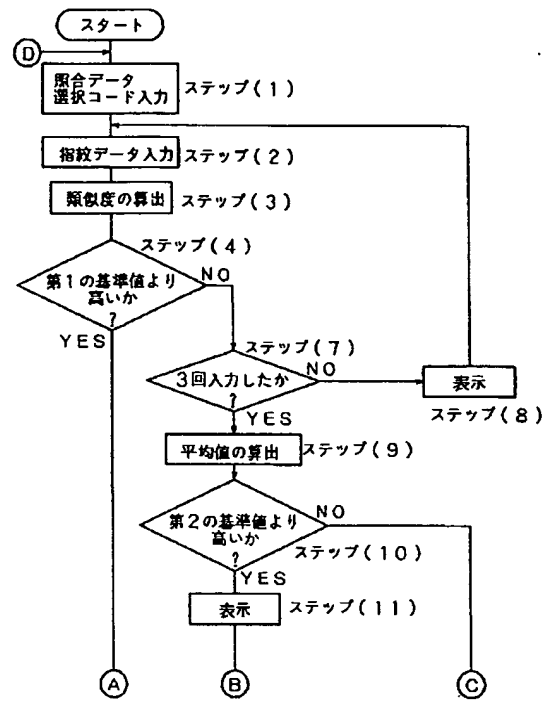 スタート
D
照合データ
選択コード入力
ステップ(1)
指紋データ入力
ステップ(2)
類似度の算出
ステップ(3)
ステップ(4)
第1の基準値より
高いか
?
NO
YES
ステップ(7)
3回入力したか
?
NO
YES
表示
ステップ(8)
平均値の算出
ステップ(9)
第2の基準値より
高いか
?
NO
ステップ(10)
YES
表示
ステップ(11)
A
B
C